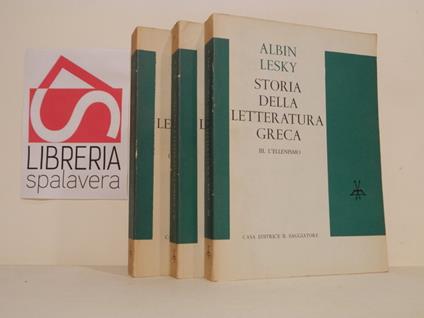 LIBRERIA
spalavera
ALBIN
LESKY
STORIA
DELLA
LETTERATURA
GRECA
III. L'ELLENISMO
CASA EDITRICE IL SAGGIATORE